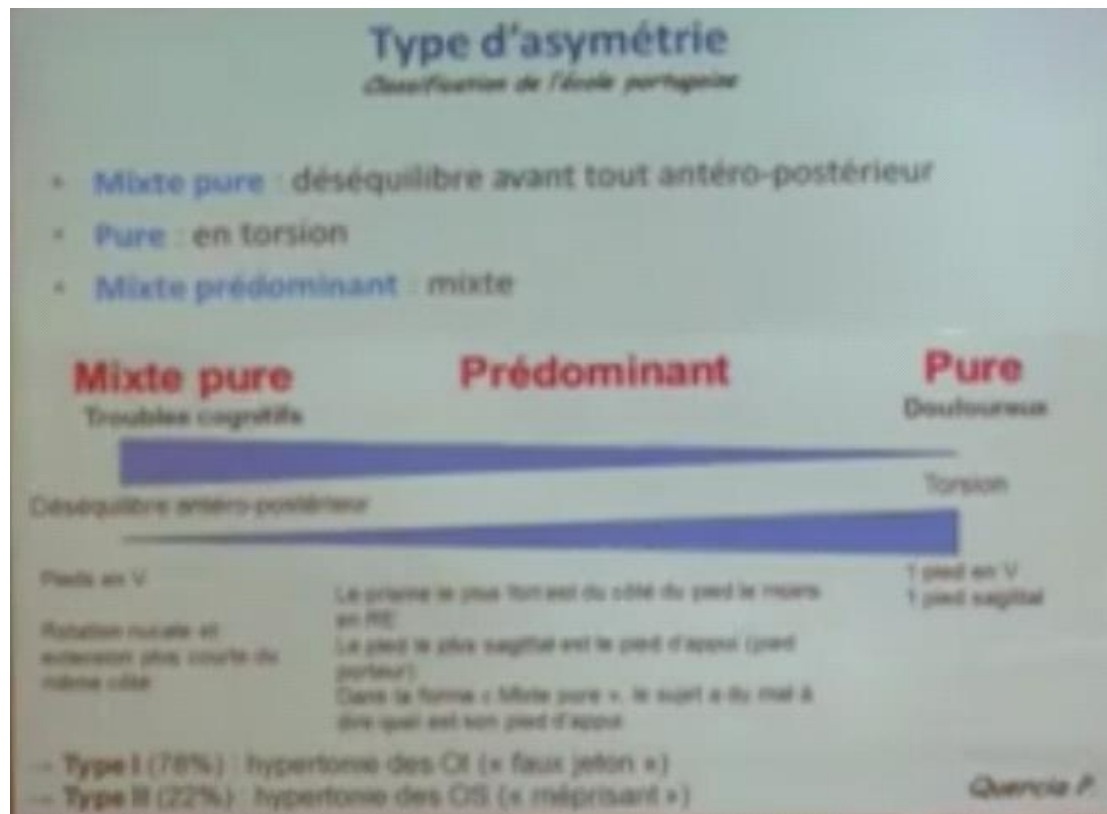 Type d'asymétrie
Classification de l'école portugaise
• Mixte pure : déséquilibre avant tout antéro-postérieur
• Pure : en torsion
• Mixte prédominant : mixte
Mixte pure Prédominant Pure
Troubles cognitifs Douloureux
Torsion
Déséquilibre antéro-postérieur
Pieds en V
1 pied en V
1 pied sagittal
Rotation nucale et
extension plus courte du
même côté
Le prisme le plus fort est du côté du pied le moins
en RE
Le pied le plus sagittal est le pied d'appui (pied
porteur)
Dans la forme « Mixte pure », le sujet a du mal à
dire quel est son pied d'appui
→ Type I (78%) : hypertonie des OI (« faux jeton »)
→ Type II (22%) : hypertonie des OS (« méprisant »)
Quercia P.